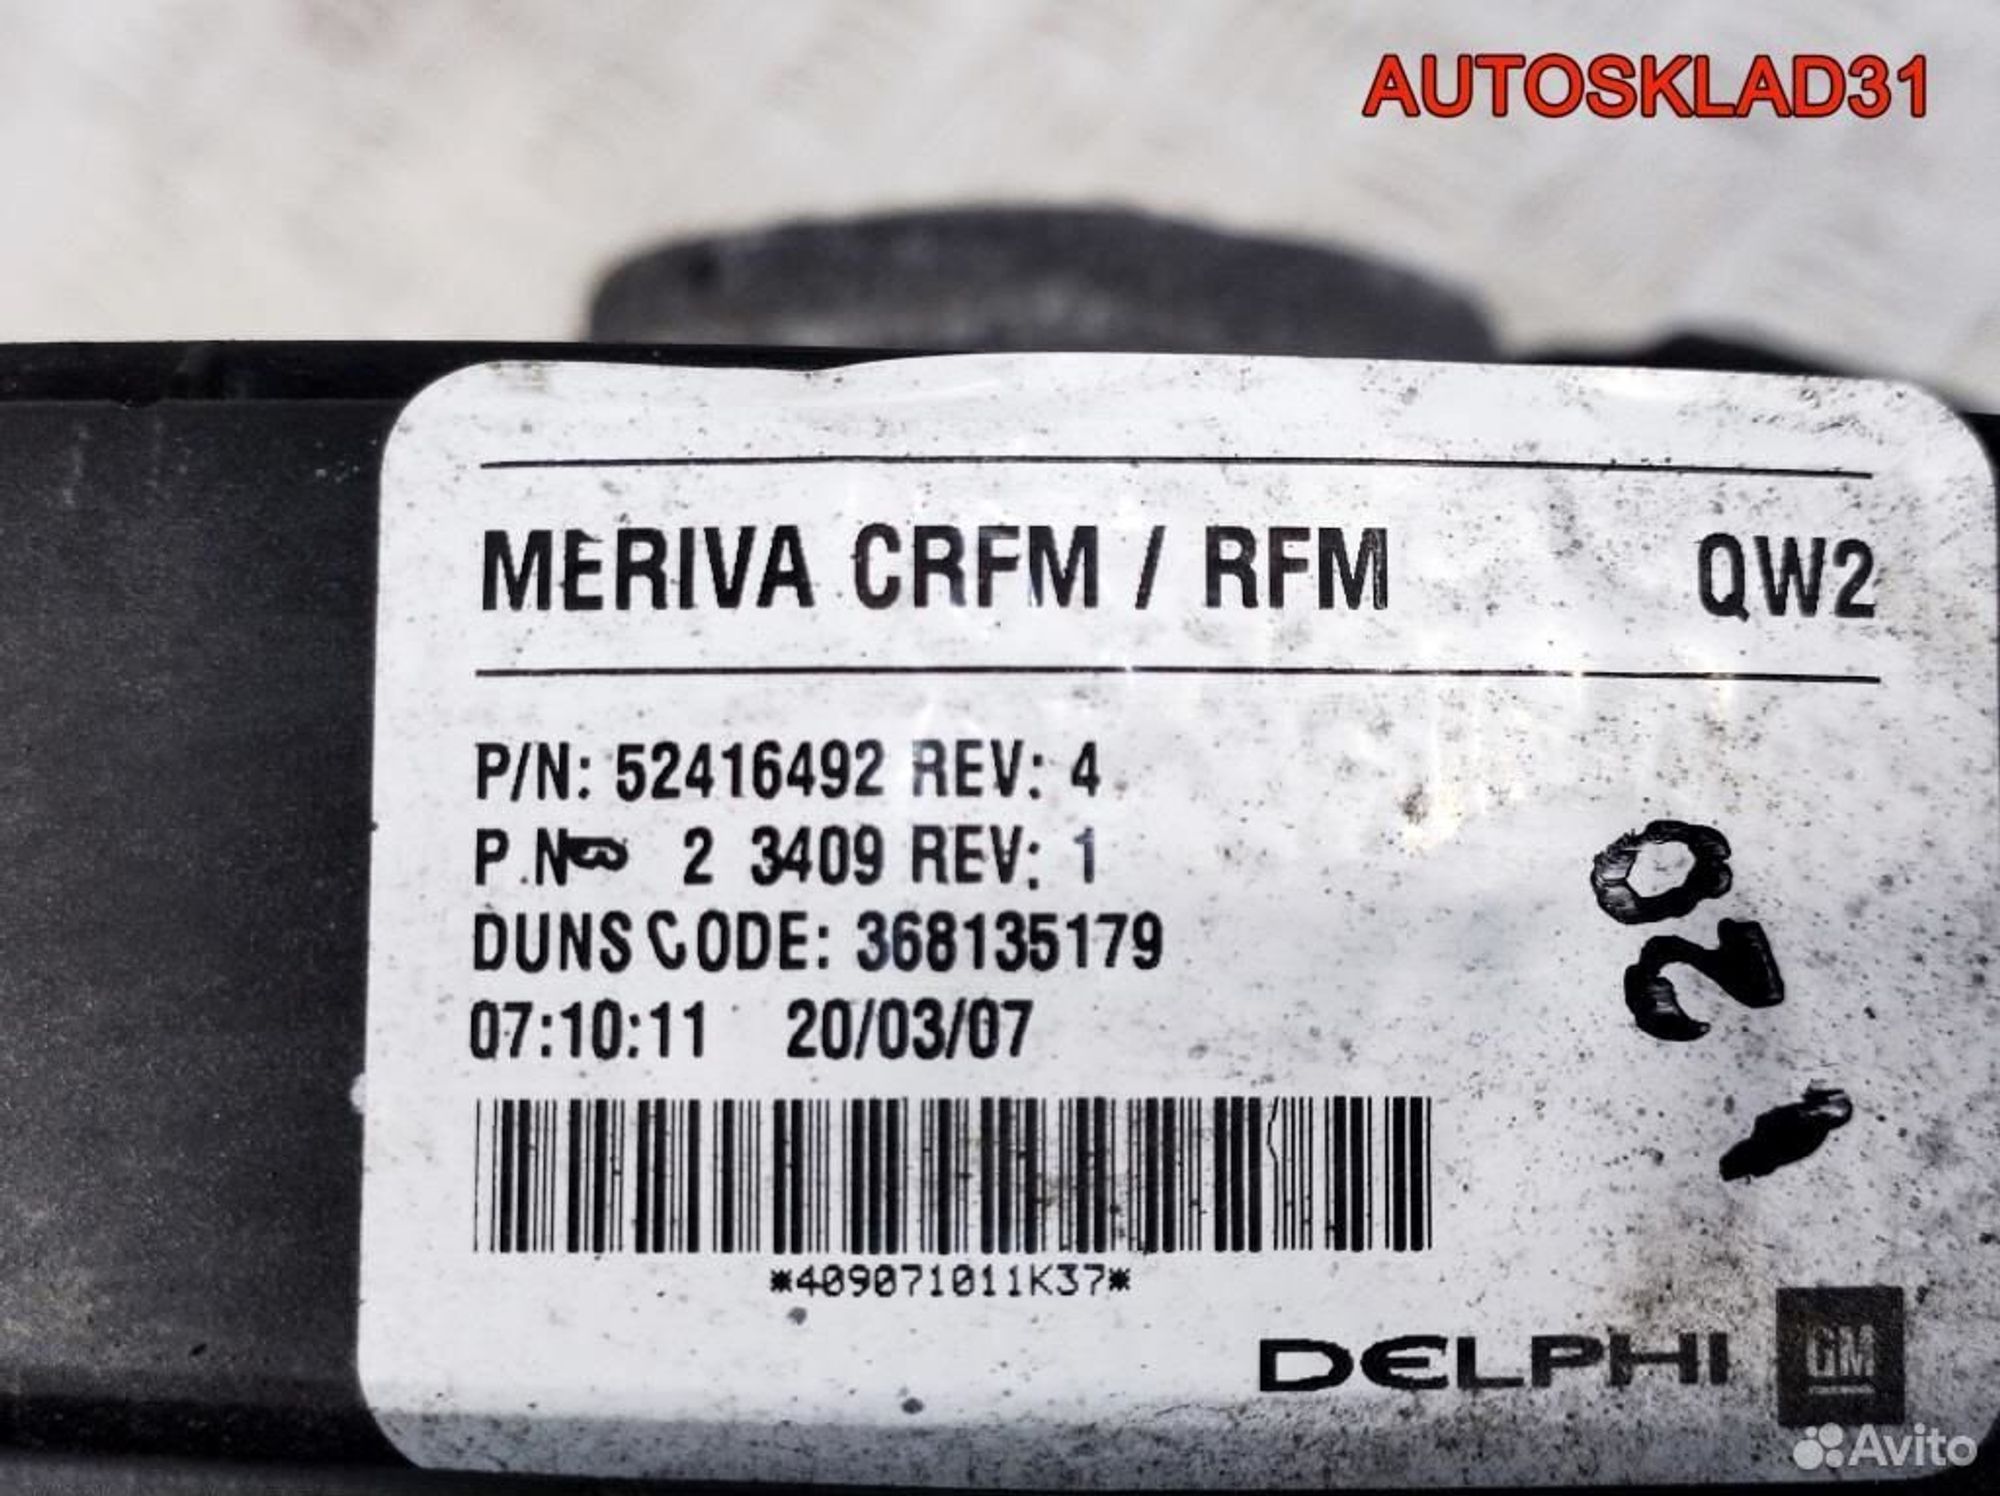 AUTOSKLAD31
MERIVA CRFM / RFM QW2
P/N: 52416492 REV: 4
3409 REV: 1
DUNS CODE: 368135179
07:10:11 20/03/07
*409071011K37*
DELPHI GM
Avito